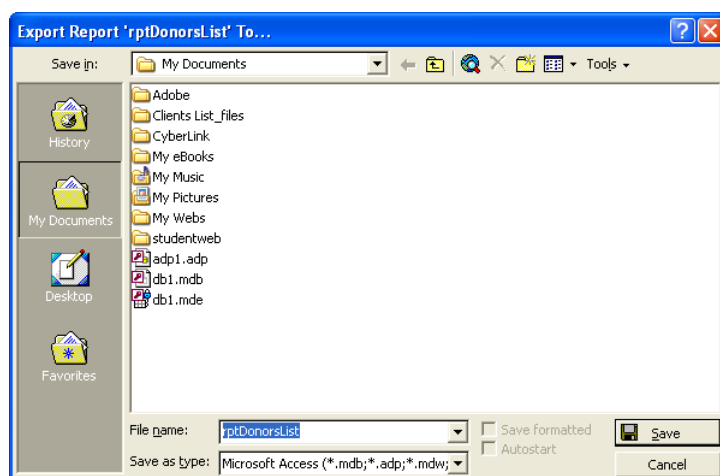 Export Report 'rptDonorsList' To...
Save in: My Documents Tools
History
My Documents
Desktop
Favorites
Adobe
Clients List_files
CyberLink
My eBooks
My Music
My Pictures
My Webs
studentweb
adp1.adp
db1.mdb
db1.mde
File name: rptDonorsList Save formatted Save
Autostart
Save as type: Microsoft Access (*.mdb;*.adp;*.mdw; Cancel